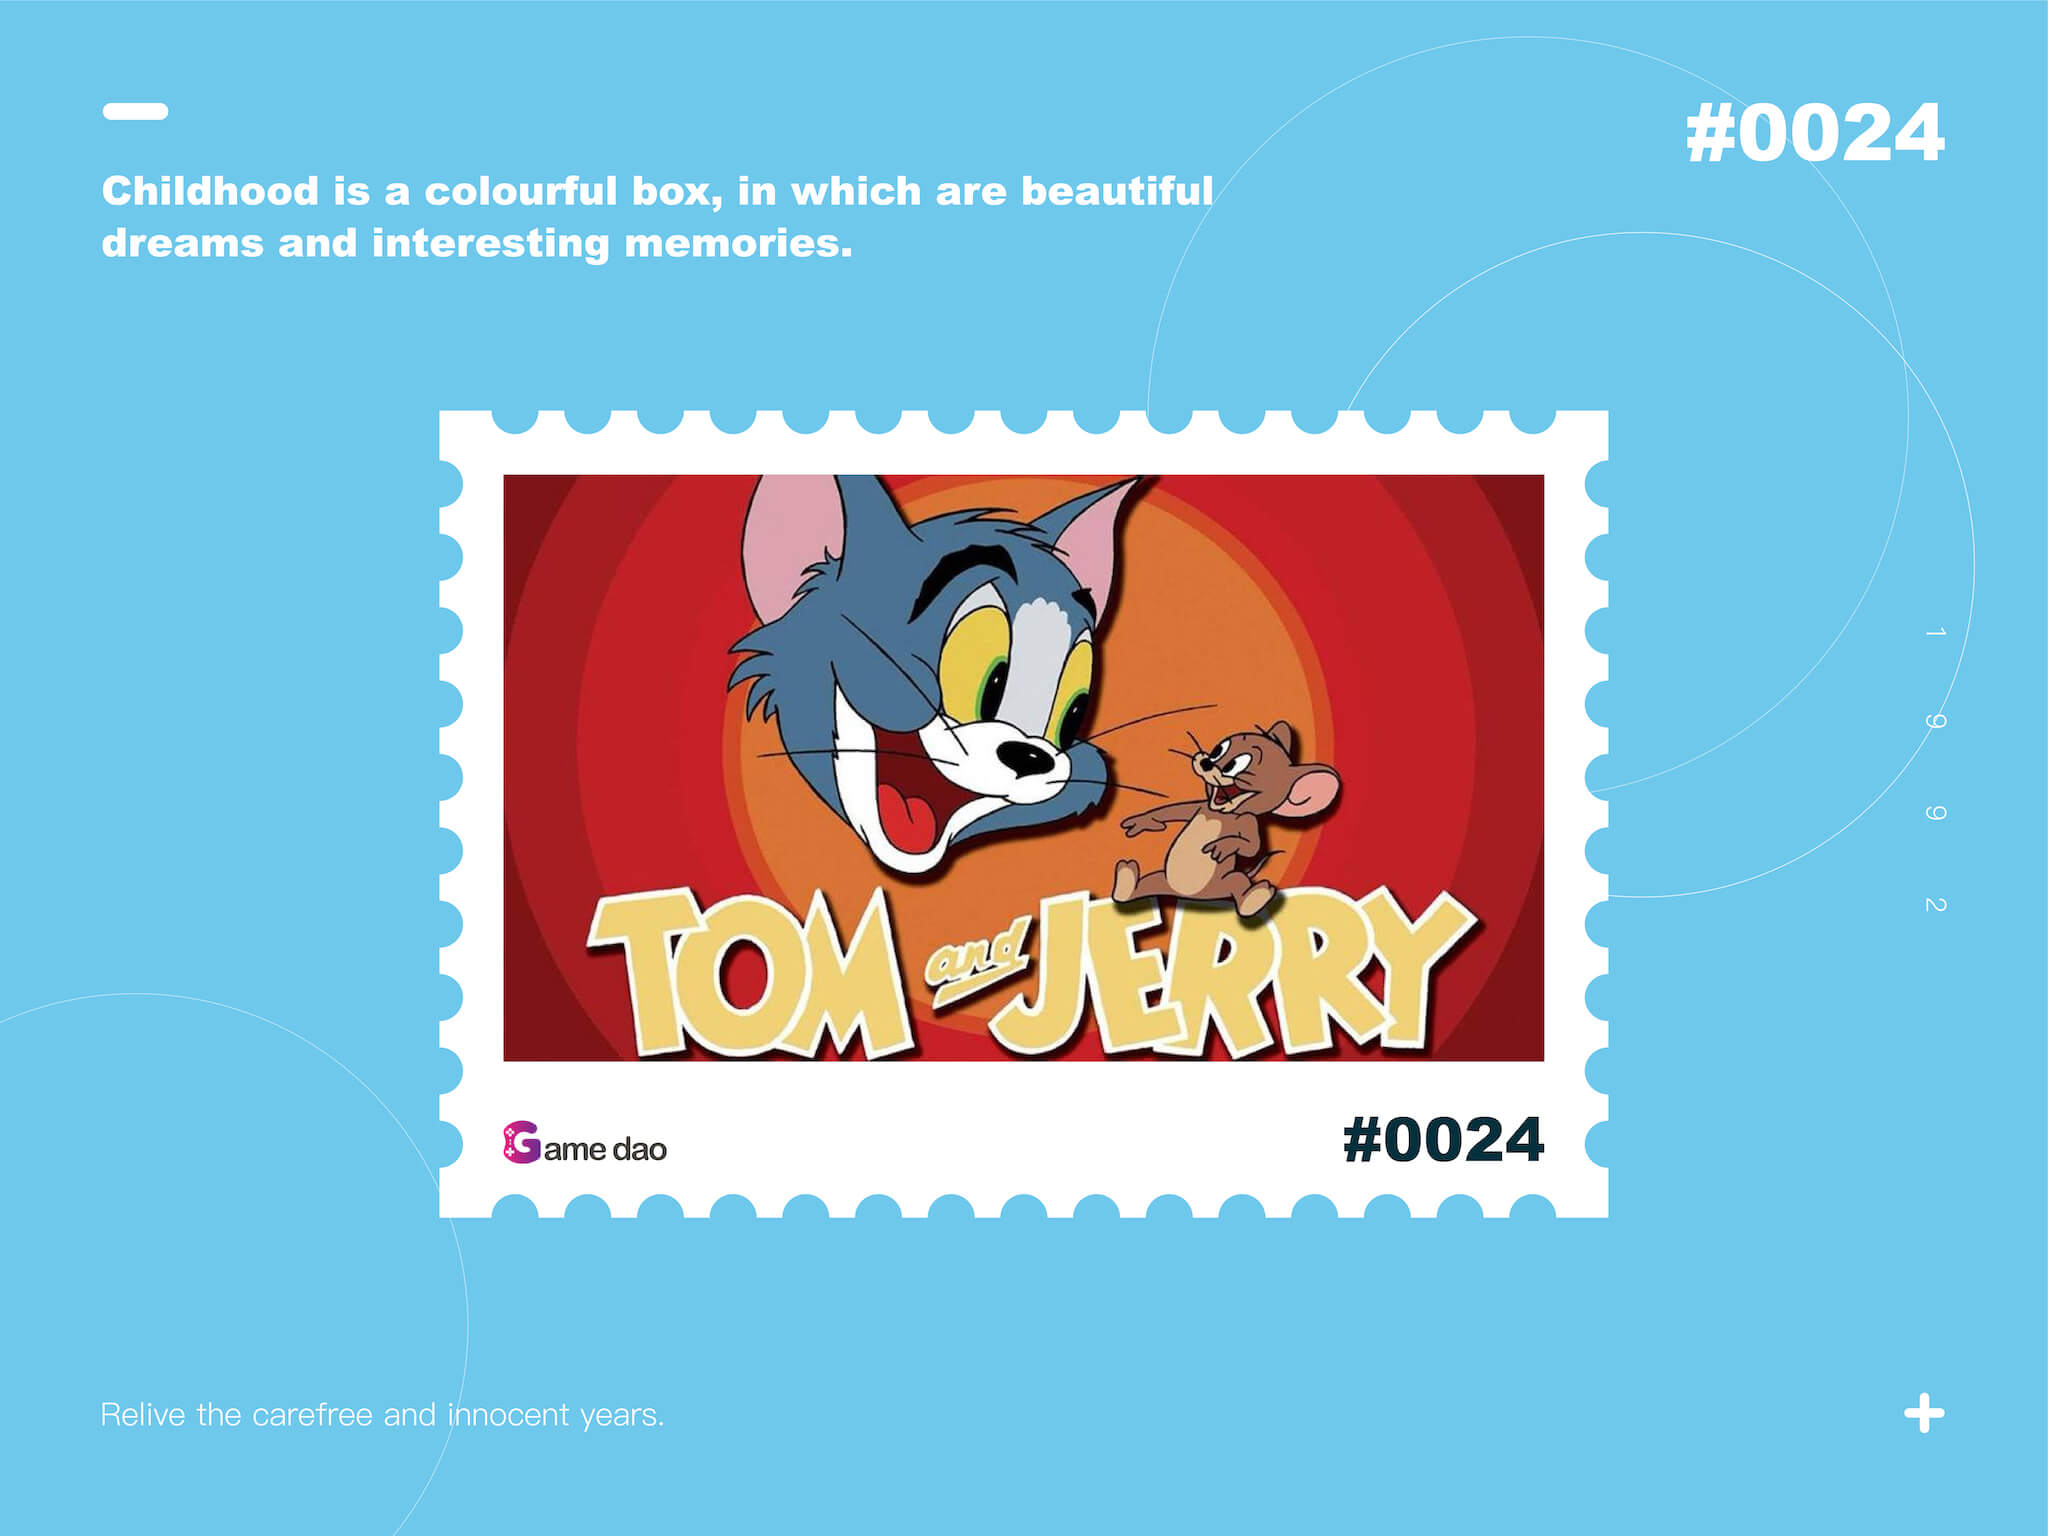 #0024
Childhood is a colourful box, in which are beautiful
dreams and interesting memories.
1992
TOM and JERRY
Game dao
#0024
Relive the carefree and innocent years.